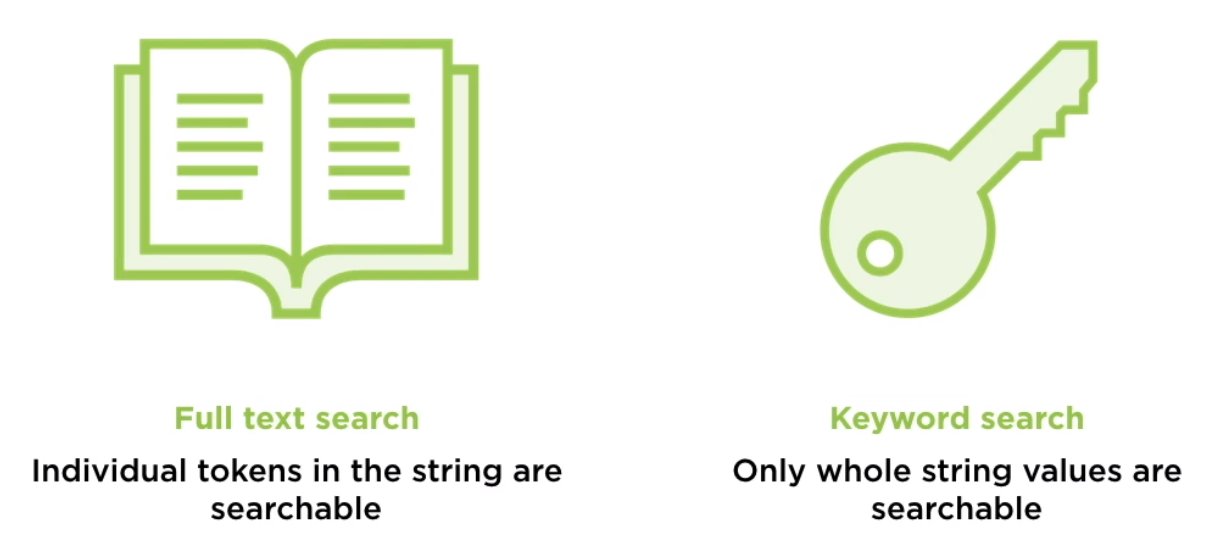 Full text search
Individual tokens in the string are
searchable
Keyword search
Only whole string values are
searchable